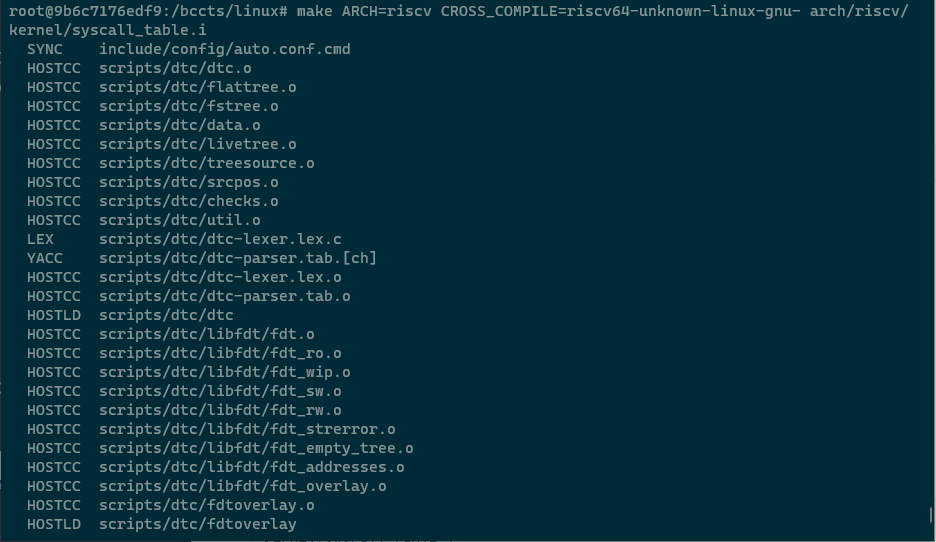 root@9b6c7176edf9:/bccts/linux# make ARCH=riscv CROSS_COMPILE=riscv64-unknown-linux-gnu- arch/riscv/
kernel/syscall_table.i
  SYNC    include/config/auto.conf.cmd
  HOSTCC  scripts/dtc/dtc.o
  HOSTCC  scripts/dtc/flattree.o
  HOSTCC  scripts/dtc/fstree.o
  HOSTCC  scripts/dtc/data.o
  HOSTCC  scripts/dtc/livetree.o
  HOSTCC  scripts/dtc/treesource.o
  HOSTCC  scripts/dtc/srcpos.o
  HOSTCC  scripts/dtc/checks.o
  HOSTCC  scripts/dtc/util.o
  LEX     scripts/dtc/dtc-lexer.lex.c
  YACC    scripts/dtc/dtc-parser.tab.[ch]
  HOSTCC  scripts/dtc/dtc-lexer.lex.o
  HOSTCC  scripts/dtc/dtc-parser.tab.o
  HOSTLD  scripts/dtc/dtc
  HOSTCC  scripts/dtc/libfdt/fdt.o
  HOSTCC  scripts/dtc/libfdt/fdt_ro.o
  HOSTCC  scripts/dtc/libfdt/fdt_wip.o
  HOSTCC  scripts/dtc/libfdt/fdt_sw.o
  HOSTCC  scripts/dtc/libfdt/fdt_rw.o
  HOSTCC  scripts/dtc/libfdt/fdt_strerror.o
  HOSTCC  scripts/dtc/libfdt/fdt_empty_tree.o
  HOSTCC  scripts/dtc/libfdt/fdt_addresses.o
  HOSTCC  scripts/dtc/libfdt/fdt_overlay.o
  HOSTCC  scripts/dtc/fdtoverlay.o
  HOSTLD  scripts/dtc/fdtoverlay